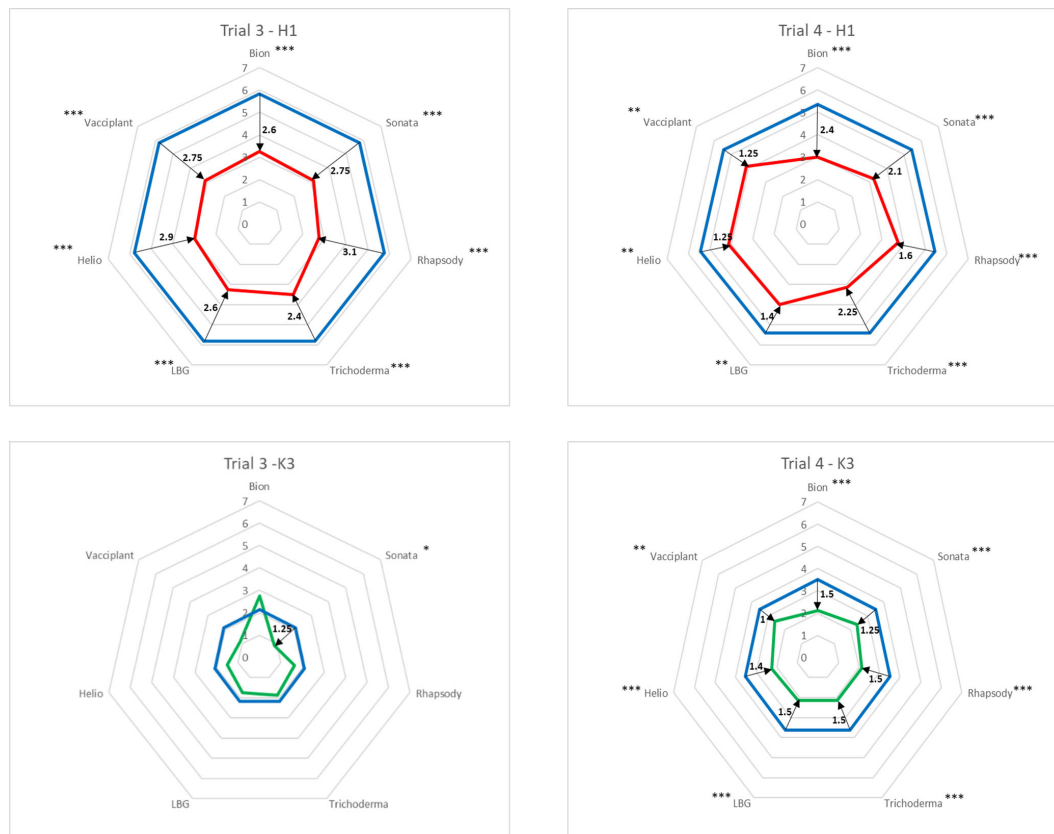 Trial 3 - H1
Bion ***
7
6
5
4
3
2
1
0
*** Vacciplant
Sonata ***
2.6
2.75
2.75
2.9
3.1
2.6
2.4
*** Helio
Rhapsody ***
*** LBG
Trichoderma ***
Trial 4 - H1
Bion ***
7
6
5
4
3
2
1
0
** Vacciplant
Sonata ***
2.4
1.25
2.1
1.25
1.6
1.4
2.25
** Helio
Rhapsody ***
** LBG
Trichoderma ***
Trial 3 -K3
Bion
7
6
5
4
3
2
1
0
Vacciplant
Sonata *
1.25
Helio
Rhapsody
LBG
Trichoderma
Trial 4 - K3
Bion ***
7
6
5
4
3
2
1
0
** Vacciplant
Sonata ***
1.5
1
1.25
1.4
1.5
1.5
1.5
*** Helio
Rhapsody ***
*** LBG
Trichoderma ***